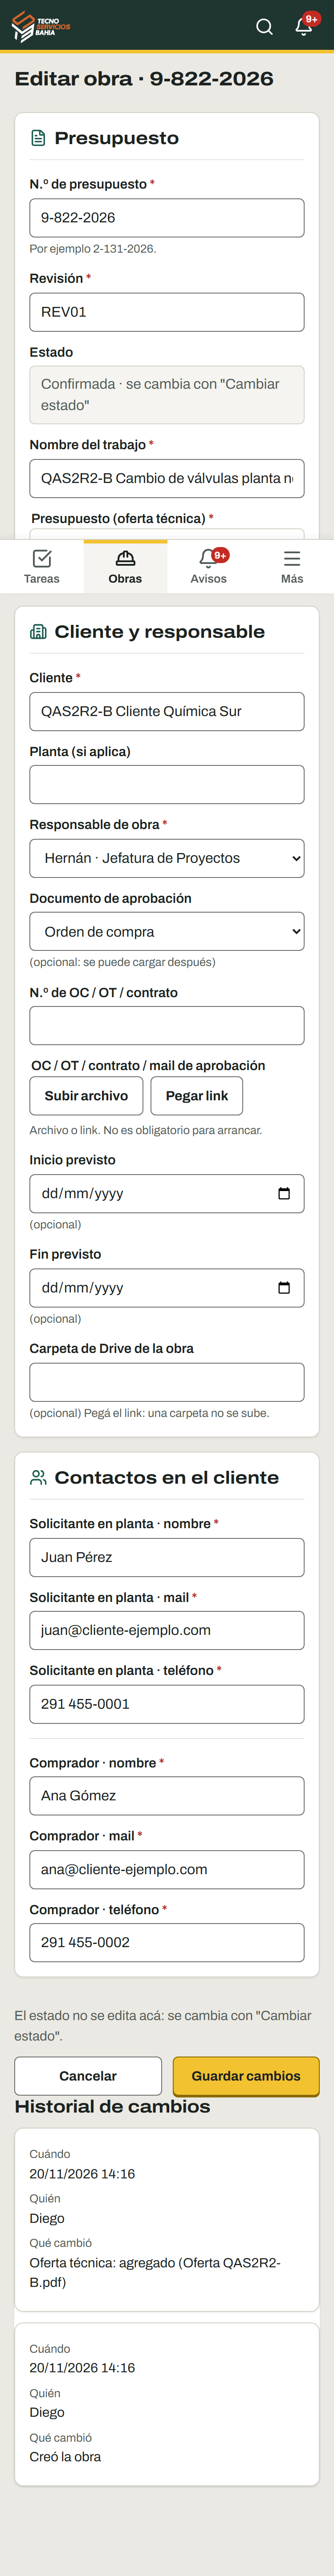 TECNO
SERVICIOS
BAHIA
9+
Editar obra · 9-822-2026
Presupuesto
N.º de presupuesto *
9-822-2026
Por ejemplo 2-131-2026.
Revisión *
REV01
Estado
Confirmada · se cambia con "Cambiar
estado"
Nombre del trabajo *
QAS2R2-B Cambio de válvulas planta n
Presupuesto (oferta técnica) *
Tareas
Obras
9+
Avisos
Más
Cliente y responsable
Cliente *
QAS2R2-B Cliente Química Sur
Planta (si aplica)
Responsable de obra *
Hernán · Jefatura de Proyectos
Documento de aprobación
Orden de compra
(opcional: se puede cargar después)
N.º de OC / OT / contrato
OC / OT / contrato / mail de aprobación
Subir archivo
Pegar link
Archivo o link. No es obligatorio para arrancar.
Inicio previsto
dd/mm/yyyy
(opcional)
Fin previsto
dd/mm/yyyy
(opcional)
Carpeta de Drive de la obra
(opcional) Pegá el link: una carpeta no se sube.
Contactos en el cliente
Solicitante en planta · nombre *
Juan Pérez
Solicitante en planta · mail *
juan@cliente-ejemplo.com
Solicitante en planta · teléfono *
291 455-0001
Comprador · nombre *
Ana Gómez
Comprador · mail *
ana@cliente-ejemplo.com
Comprador · teléfono *
291 455-0002
El estado no se edita acá: se cambia con "Cambiar
estado".
Cancelar
Guardar cambios
Historial de cambios
Cuándo
20/11/2026 14:16
Quién
Diego
Qué cambió
Oferta técnica: agregado (Oferta QAS2R2-
B.pdf)
Cuándo
20/11/2026 14:16
Quién
Diego
Qué cambió
Creó la obra